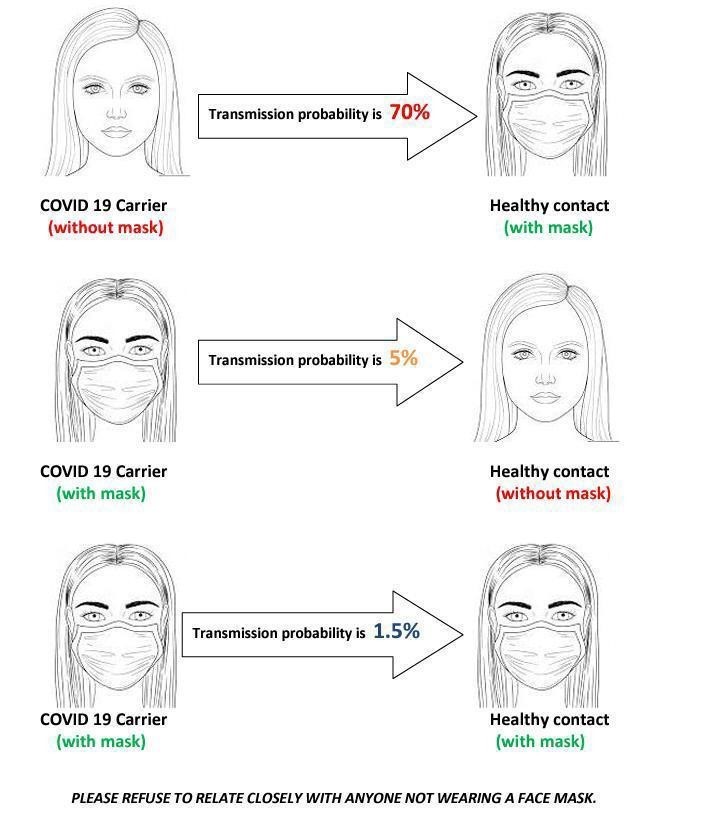 Transmission probability is 70%
COVID 19 Carrier
(without mask)
Healthy contact
(with mask)
Transmission probability is 5%
COVID 19 Carrier
(with mask)
Healthy contact
(without mask)
Transmission probability is 1.5%
COVID 19 Carrier
(with mask)
Healthy contact
(with mask)
PLEASE REFUSE TO RELATE CLOSELY WITH ANYONE NOT WEARING A FACE MASK.